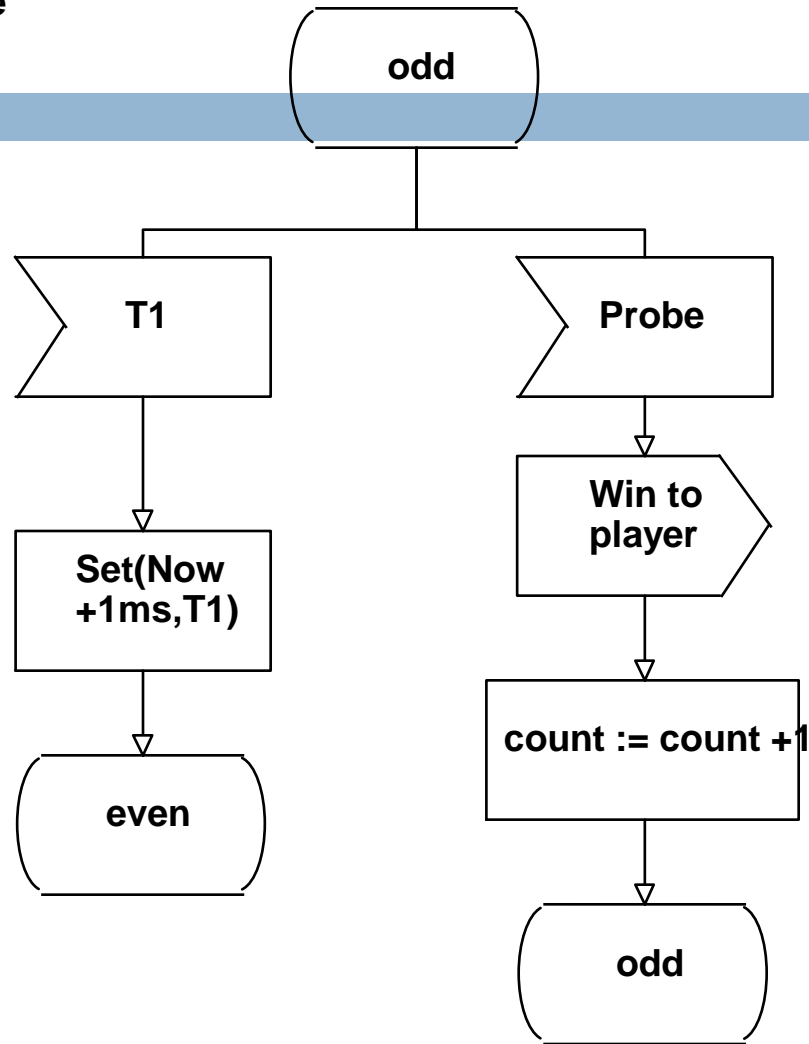 e
odd
T1
Probe
Win to
player
Set(Now
+1ms,T1)
count := count +1
even
odd